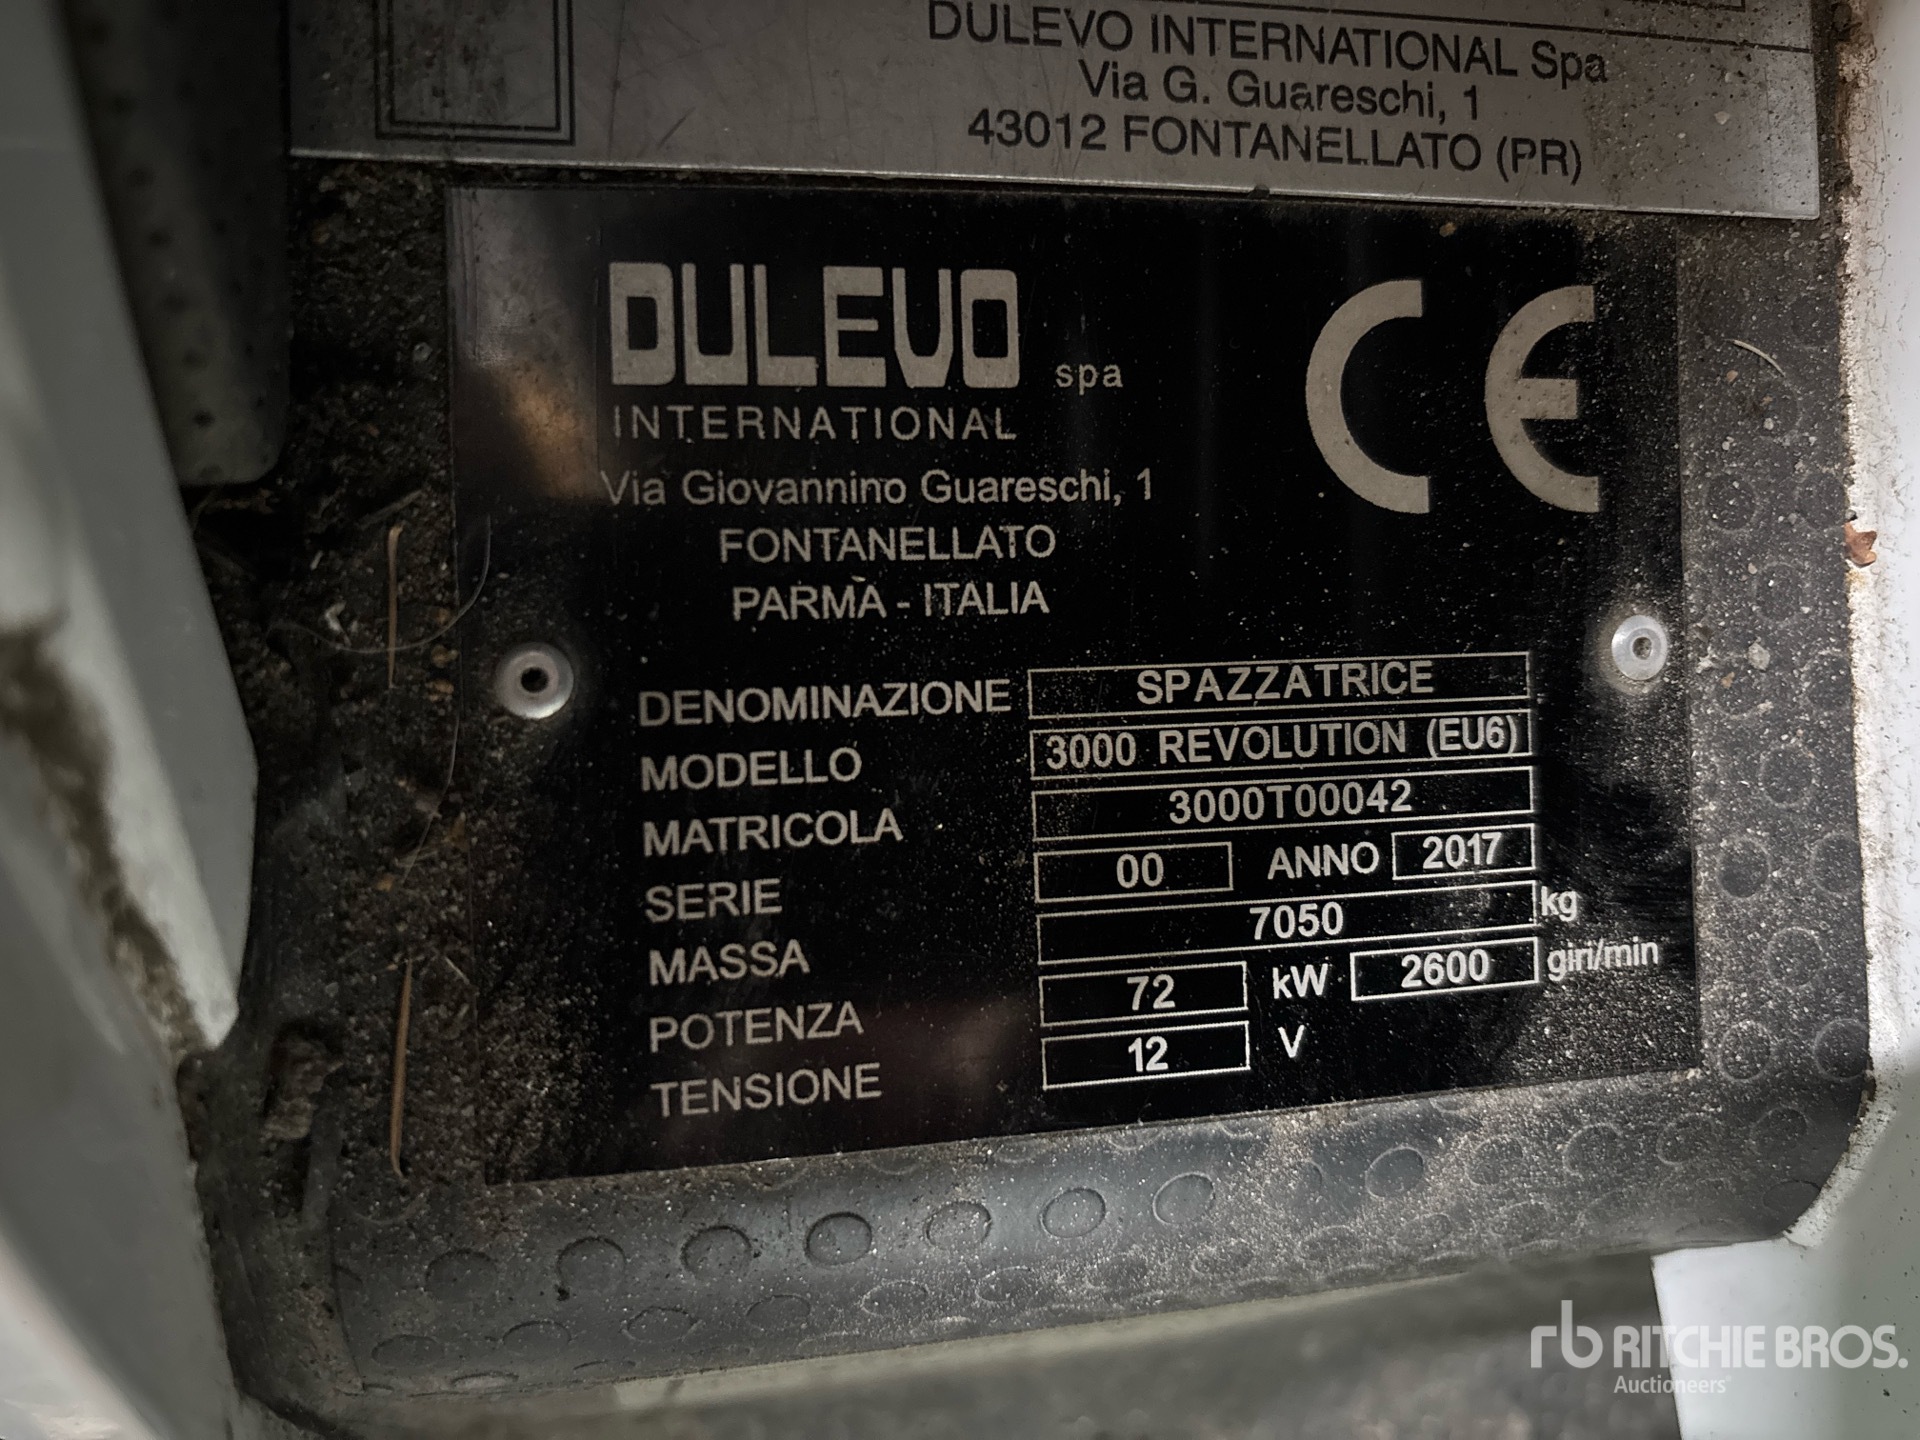 DULEVO INTERNATIONAL Spa
Via G. Guareschi, 1
43012 FONTANELLATO (PR)
DULEVO spa
INTERNATIONAL
Via Giovannino Guareschi, 1
FONTANELLATO
PARMA - ITALIA
CE
DENOMINAZIONE SPAZZATRICE
MODELLO 3000 REVOLUTION (EU6)
MATRICOLA 3000T00042
SERIE 00 ANNO 2017
MASSA 7050 kg
POTENZA 72 kW 2600 giri/min
TENSIONE 12 V
rb RITCHIE BROS.
Auctioneers